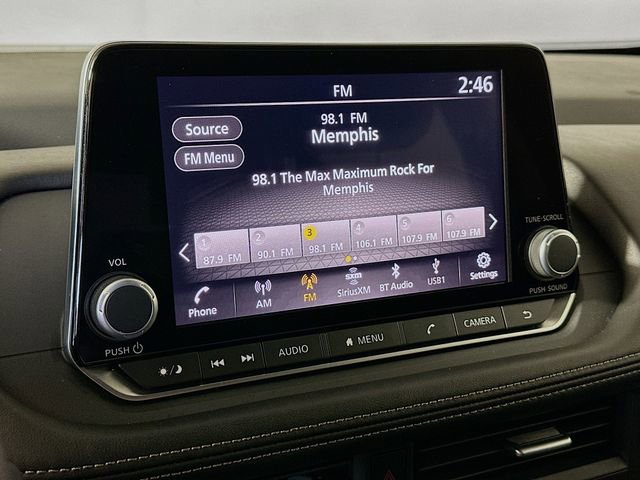 FM
2:46
Source
98.1 FM
Memphis
FM Menu
98.1 The Max Maximum Rock For
Memphis
1 2 3 4 5 6
87.9 FM 90.1 FM 98.1 FM 106.1 FM 107.9 FM 107.9 FM
Phone AM FM SXM SiriusXM BT Audio USB1 Settings
VOL
PUSH
TUNE·SCROLL
PUSH SOUND
AUDIO MENU CAMERA